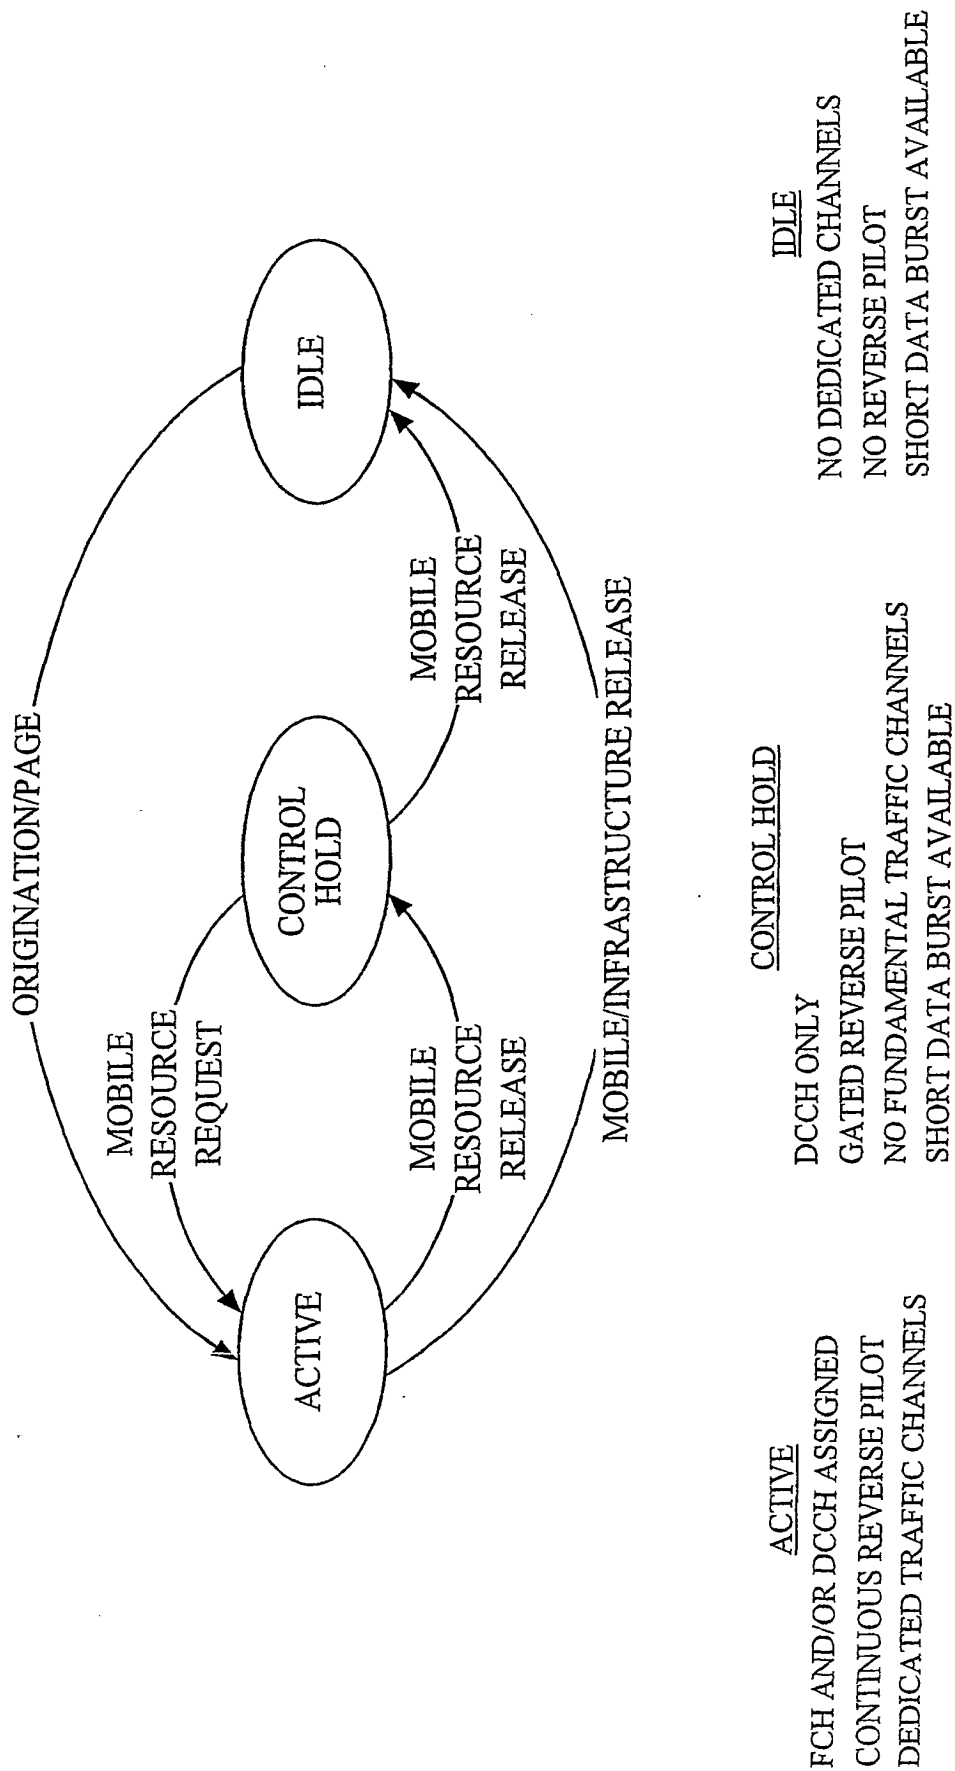 ORIGINATION/PAGE
MOBILE
RESOURCE
REQUEST
ACTIVE
CONTROL
HOLD
IDLE
MOBILE
RESOURCE
RELEASE
MOBILE
RESOURCE
RELEASE
MOBILE/INFRASTRUCTURE RELEASE
ACTIVE
FCH AND/OR DCCH ASSIGNED
CONTINUOUS REVERSE PILOT
DEDICATED TRAFFIC CHANNELS
CONTROL HOLD
DCCH ONLY
GATED REVERSE PILOT
NO FUNDAMENTAL TRAFFIC CHANNELS
SHORT DATA BURST AVAILABLE
IDLE
NO DEDICATED CHANNELS
NO REVERSE PILOT
SHORT DATA BURST AVAILABLE